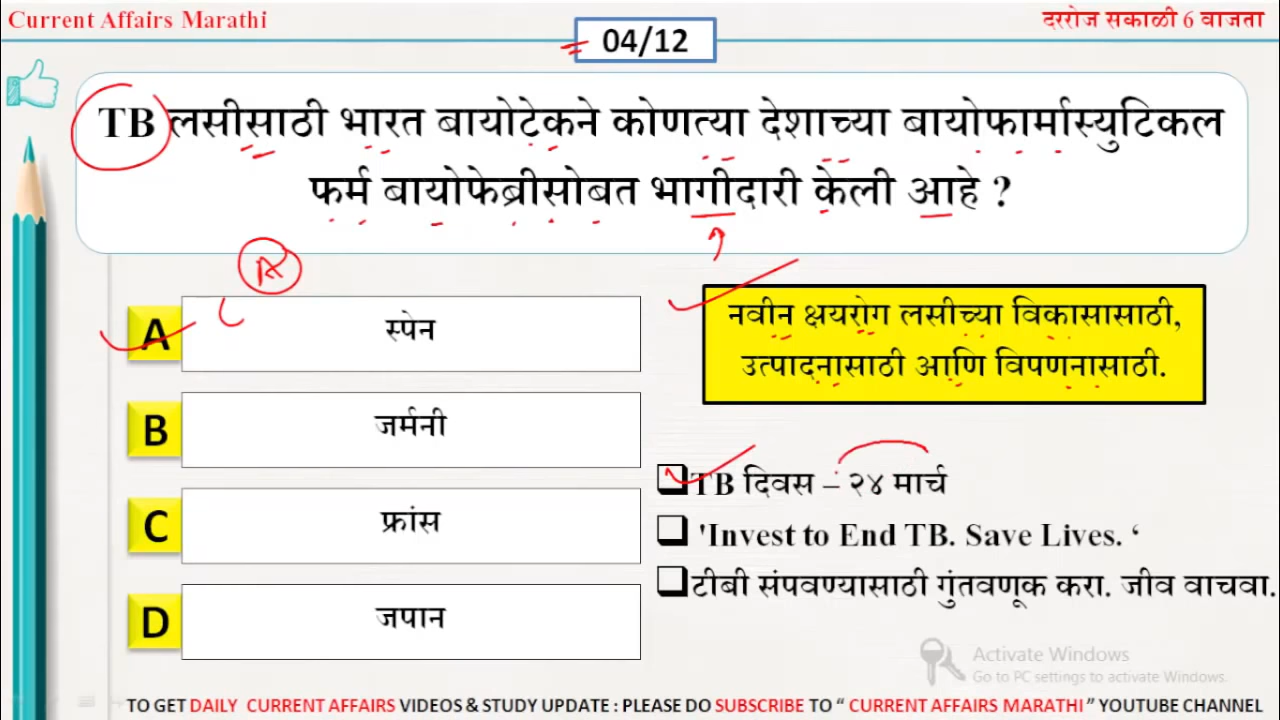 Current Affairs Marathi
दररोज सकाळी 6 वाजता
04/12
TB लसीसाठी भारत बायोटेकने कोणत्या देशाच्या बायोफार्मास्युटिकल
फर्म बायोफेब्रीसोबत भागीदारी केली आहे ?
A
A स्पेन
B जर्मनी
C फ्रांस
D जपान
नवीन क्षयरोग लसीच्या विकासासाठी,
उत्पादनासाठी आणि विपणनासाठी.
TB दिवस – २४ मार्च
'Invest to End TB. Save Lives. ‘
टीबी संपवण्यासाठी गुंतवणूक करा. जीव वाचवा.
Activate Windows
Go to PC settings to activate Windows.
TO GET DAILY CURRENT AFFAIRS VIDEOS & STUDY UPDATE : PLEASE DO SUBSCRIBE TO “ CURRENT AFFAIRS MARATHI ” YOUTUBE CHANNEL